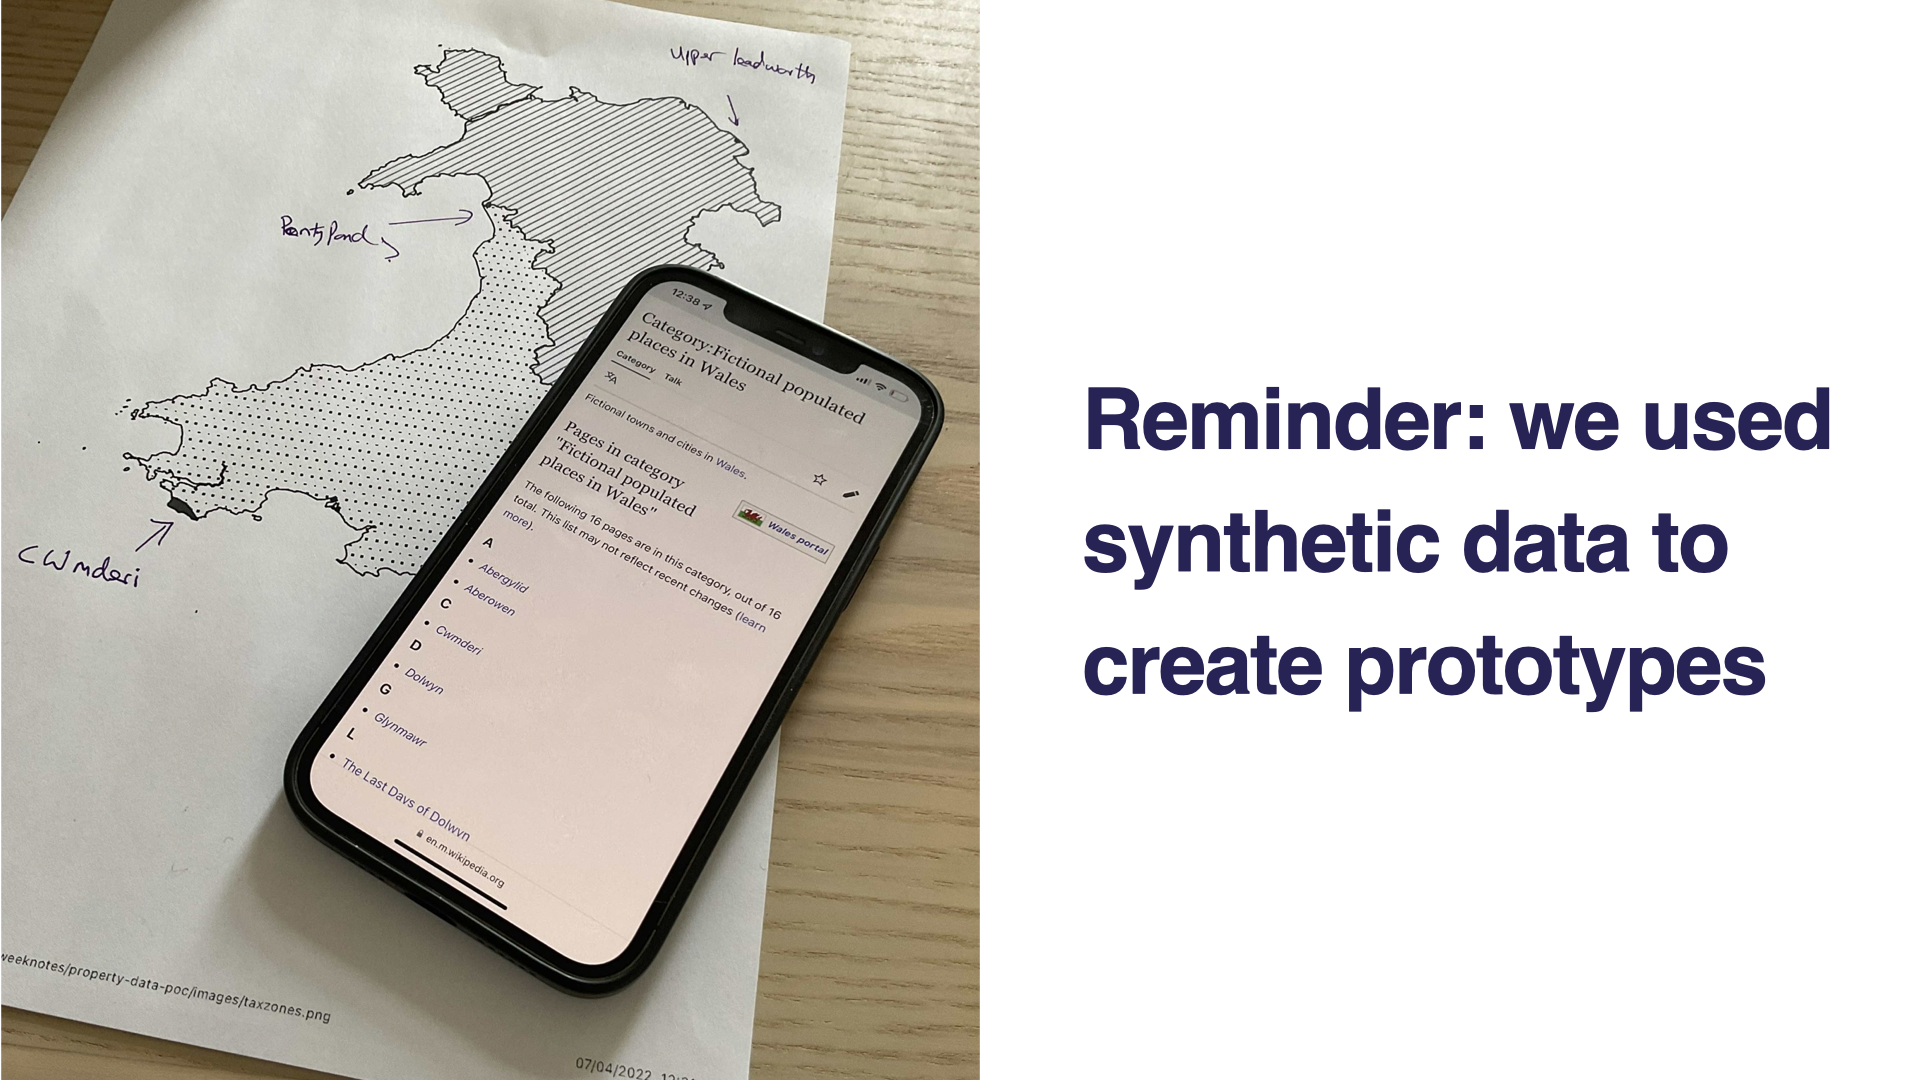 Upper leadworth
PontyPandy
CWmderi
12:38
Category:Fictional populated
places in Wales
Category Talk
Fictional towns and cities in Wales.
Pages in category
"Fictional populated
places in Wales"
Wales portal
The following 16 pages are in this category, out of 16
total. This list may not reflect recent changes (learn
more).
A
• Abergylid
• Aberowen
C
• Cwmderi
D
• Dolwyn
G
• Glynmawr
L
• The Last Days of Dolwyn
en.m.wikipedia.org
weeknotes/property-data-poc/images/taxzones.png
07/04/2022
Reminder: we used
synthetic data to
create prototypes